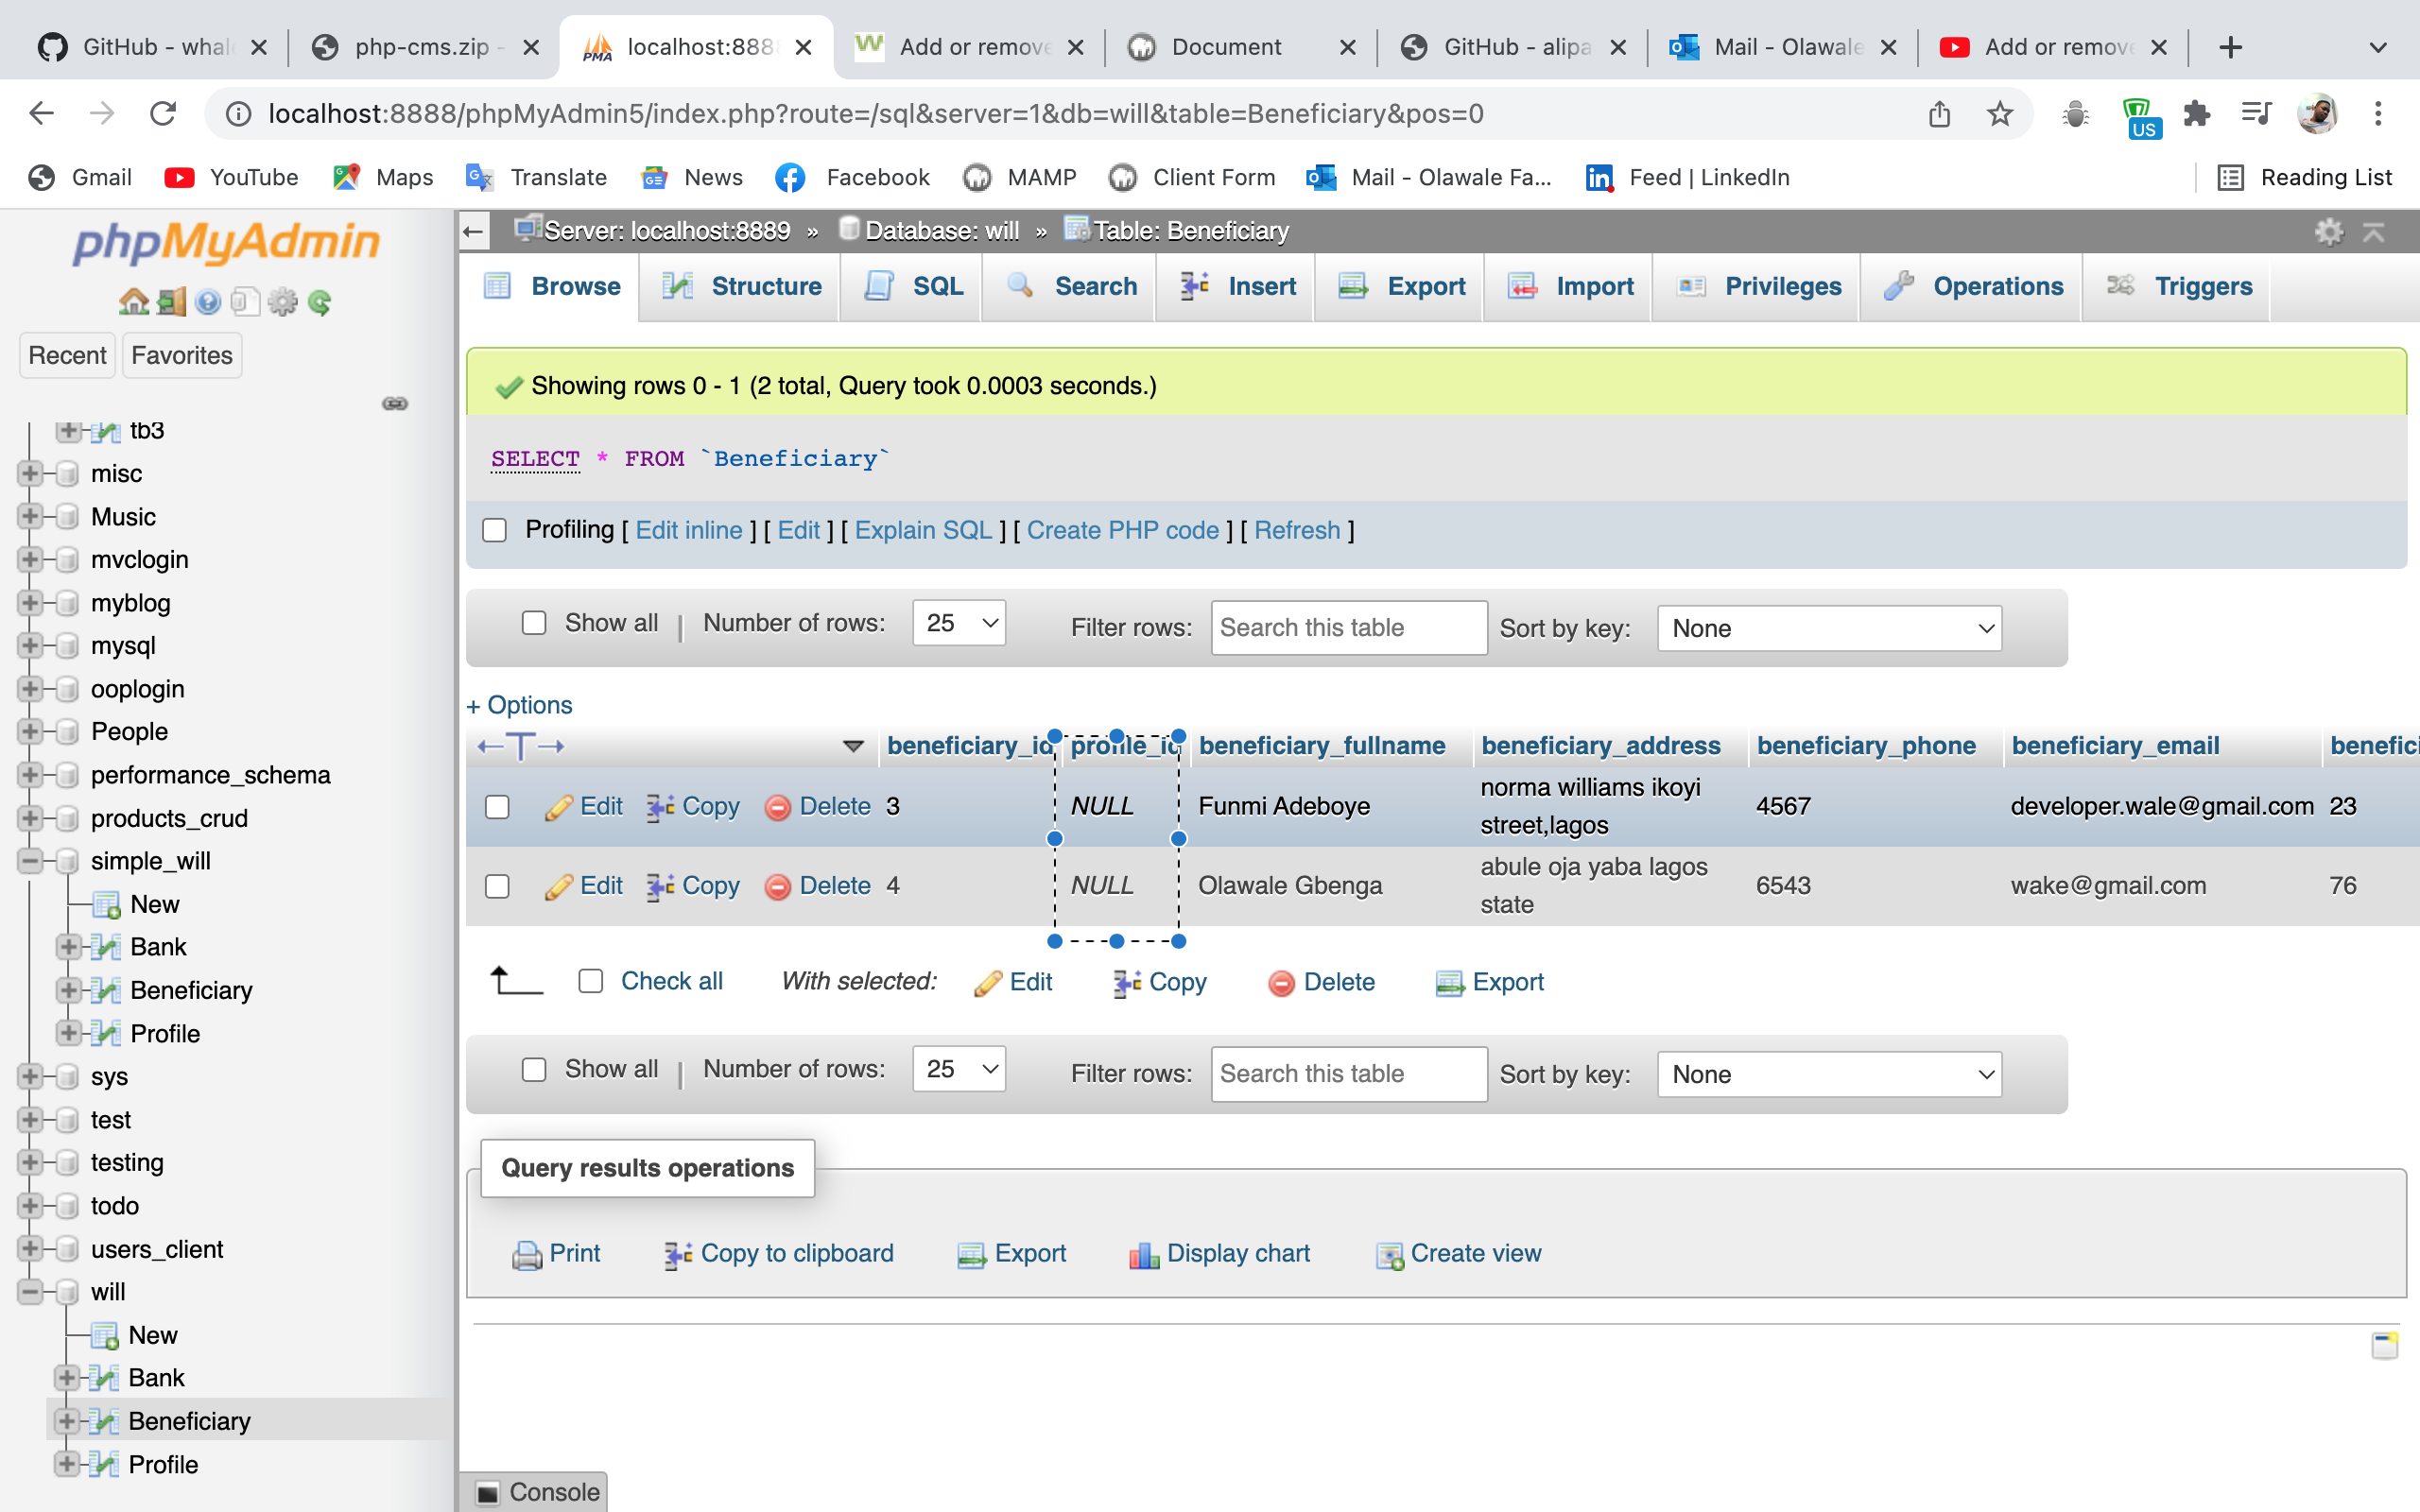 GitHub - whal
php-cms.zip -
localhost:888
Add or remove
Document
GitHub - alipa
Mail - Olawale
Add or remove
localhost:8888/phpMyAdmin5/index.php?route=/sql&server=1&db=will&table=Beneficiary&pos=0
US
Gmail
YouTube
Maps
Translate
News
Facebook
MAMP
Client Form
Mail - Olawale Fa...
Feed | LinkedIn
Reading List
phpMyAdmin
Recent
Favorites
tb3
misc
Music
mvclogin
myblog
mysql
ooplogin
People
performance_schema
products_crud
simple_will
New
Bank
Beneficiary
Profile
sys
test
testing
todo
users_client
will
New
Bank
Beneficiary
Profile
Server: localhost:8889 » Database: will » Table: Beneficiary
Browse
Structure
SQL
Search
Insert
Export
Import
Privileges
Operations
Triggers
Showing rows 0 - 1 (2 total, Query took 0.0003 seconds.)
SELECT * FROM `Beneficiary`
Profiling [ Edit inline ] [ Edit ] [ Explain SQL ] [ Create PHP code ] [ Refresh ]
Show all | Number of rows: 25 Filter rows: Search this table Sort by key: None
+ Options
beneficiary_id profile_id beneficiary_fullname beneficiary_address beneficiary_phone beneficiary_email benefici
Edit Copy Delete 3 NULL Funmi Adeboye norma williams ikoyi street,lagos 4567 developer.wale@gmail.com 23
Edit Copy Delete 4 NULL Olawale Gbenga abule oja yaba lagos state 6543 wake@gmail.com 76
Check all With selected: Edit Copy Delete Export
Show all | Number of rows: 25 Filter rows: Search this table Sort by key: None
Query results operations
Print
Copy to clipboard
Export
Display chart
Create view
Console